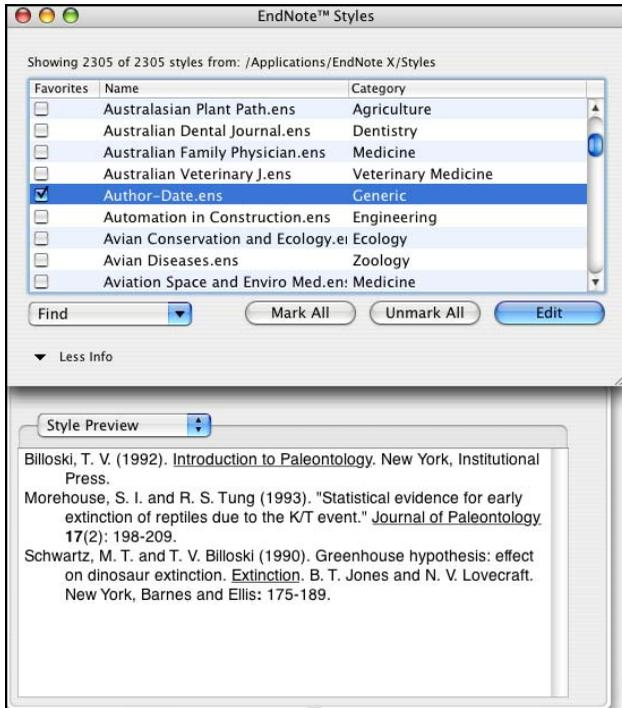 EndNote™ Styles
Showing 2305 of 2305 styles from: /Applications/EndNote X/Styles
Favorites Name Category
Australasian Plant Path.ens Agriculture
Australian Dental Journal.ens Dentistry
Australian Family Physician.ens Medicine
Australian Veterinary J.ens Veterinary Medicine
Author-Date.ens Generic
Automation in Construction.ens Engineering
Avian Conservation and Ecology.e Ecology
Avian Diseases.ens Zoology
Aviation Space and Enviro Med.ens Medicine
Find Mark All Unmark All Edit
Less Info
Style Preview
Billoski, T. V. (1992). Introduction to Paleontology. New York, Institutional
Press.
Morehouse, S. I. and R. S. Tung (1993). "Statistical evidence for early
extinction of reptiles due to the K/T event." Journal of Paleontology
17(2): 198-209.
Schwartz, M. T. and T. V. Billoski (1990). Greenhouse hypothesis: effect
on dinosaur extinction. Extinction. B. T. Jones and N. V. Lovecraft.
New York, Barnes and Ellis: 175-189.